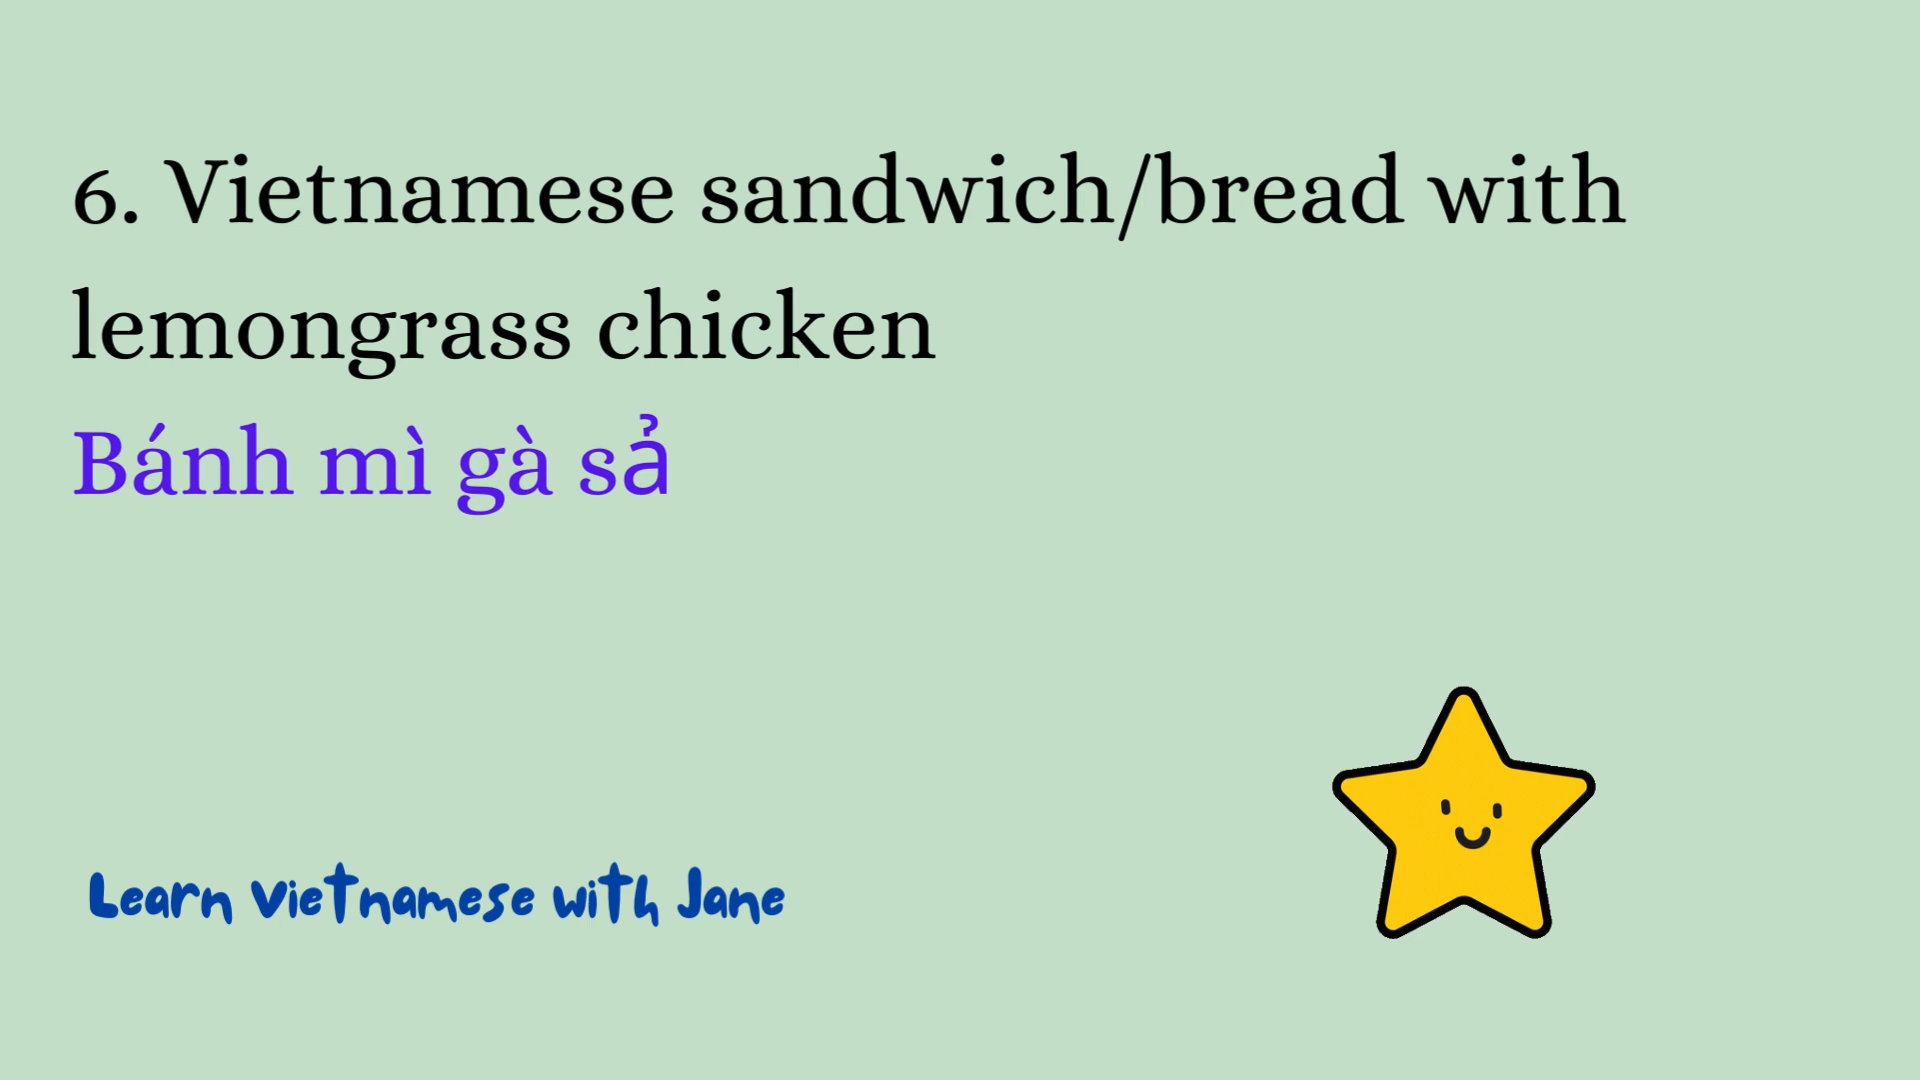 6. Vietnamese sandwich/bread with
lemongrass chicken
Bánh mì gà sả
Learn Vietnamese with Jane